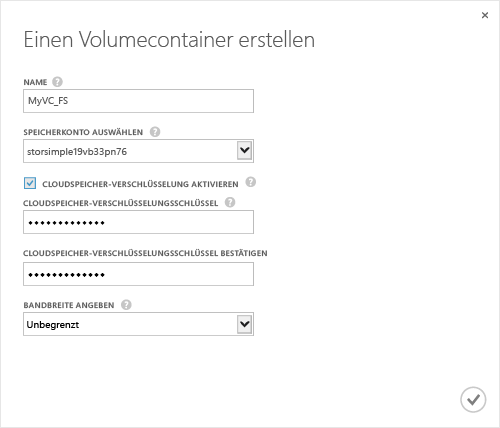 Einen Volumecontainer erstellen
NAME ?
MyVC_FS
SPEICHERKONTO AUSWÄHLEN ?
storsimple19vb33pn76
CLOUDSPEICHER-VERSCHLÜSSELUNG AKTIVIEREN ?
CLOUDSPEICHER-VERSCHLÜSSELUNGSSCHLÜSSEL ?
•••••••••••••
CLOUDSPEICHER-VERSCHLÜSSELUNGSSCHLÜSSEL BESTÄTIGEN
•••••••••••••
BANDBREITE ANGEBEN ?
Unbegrenzt